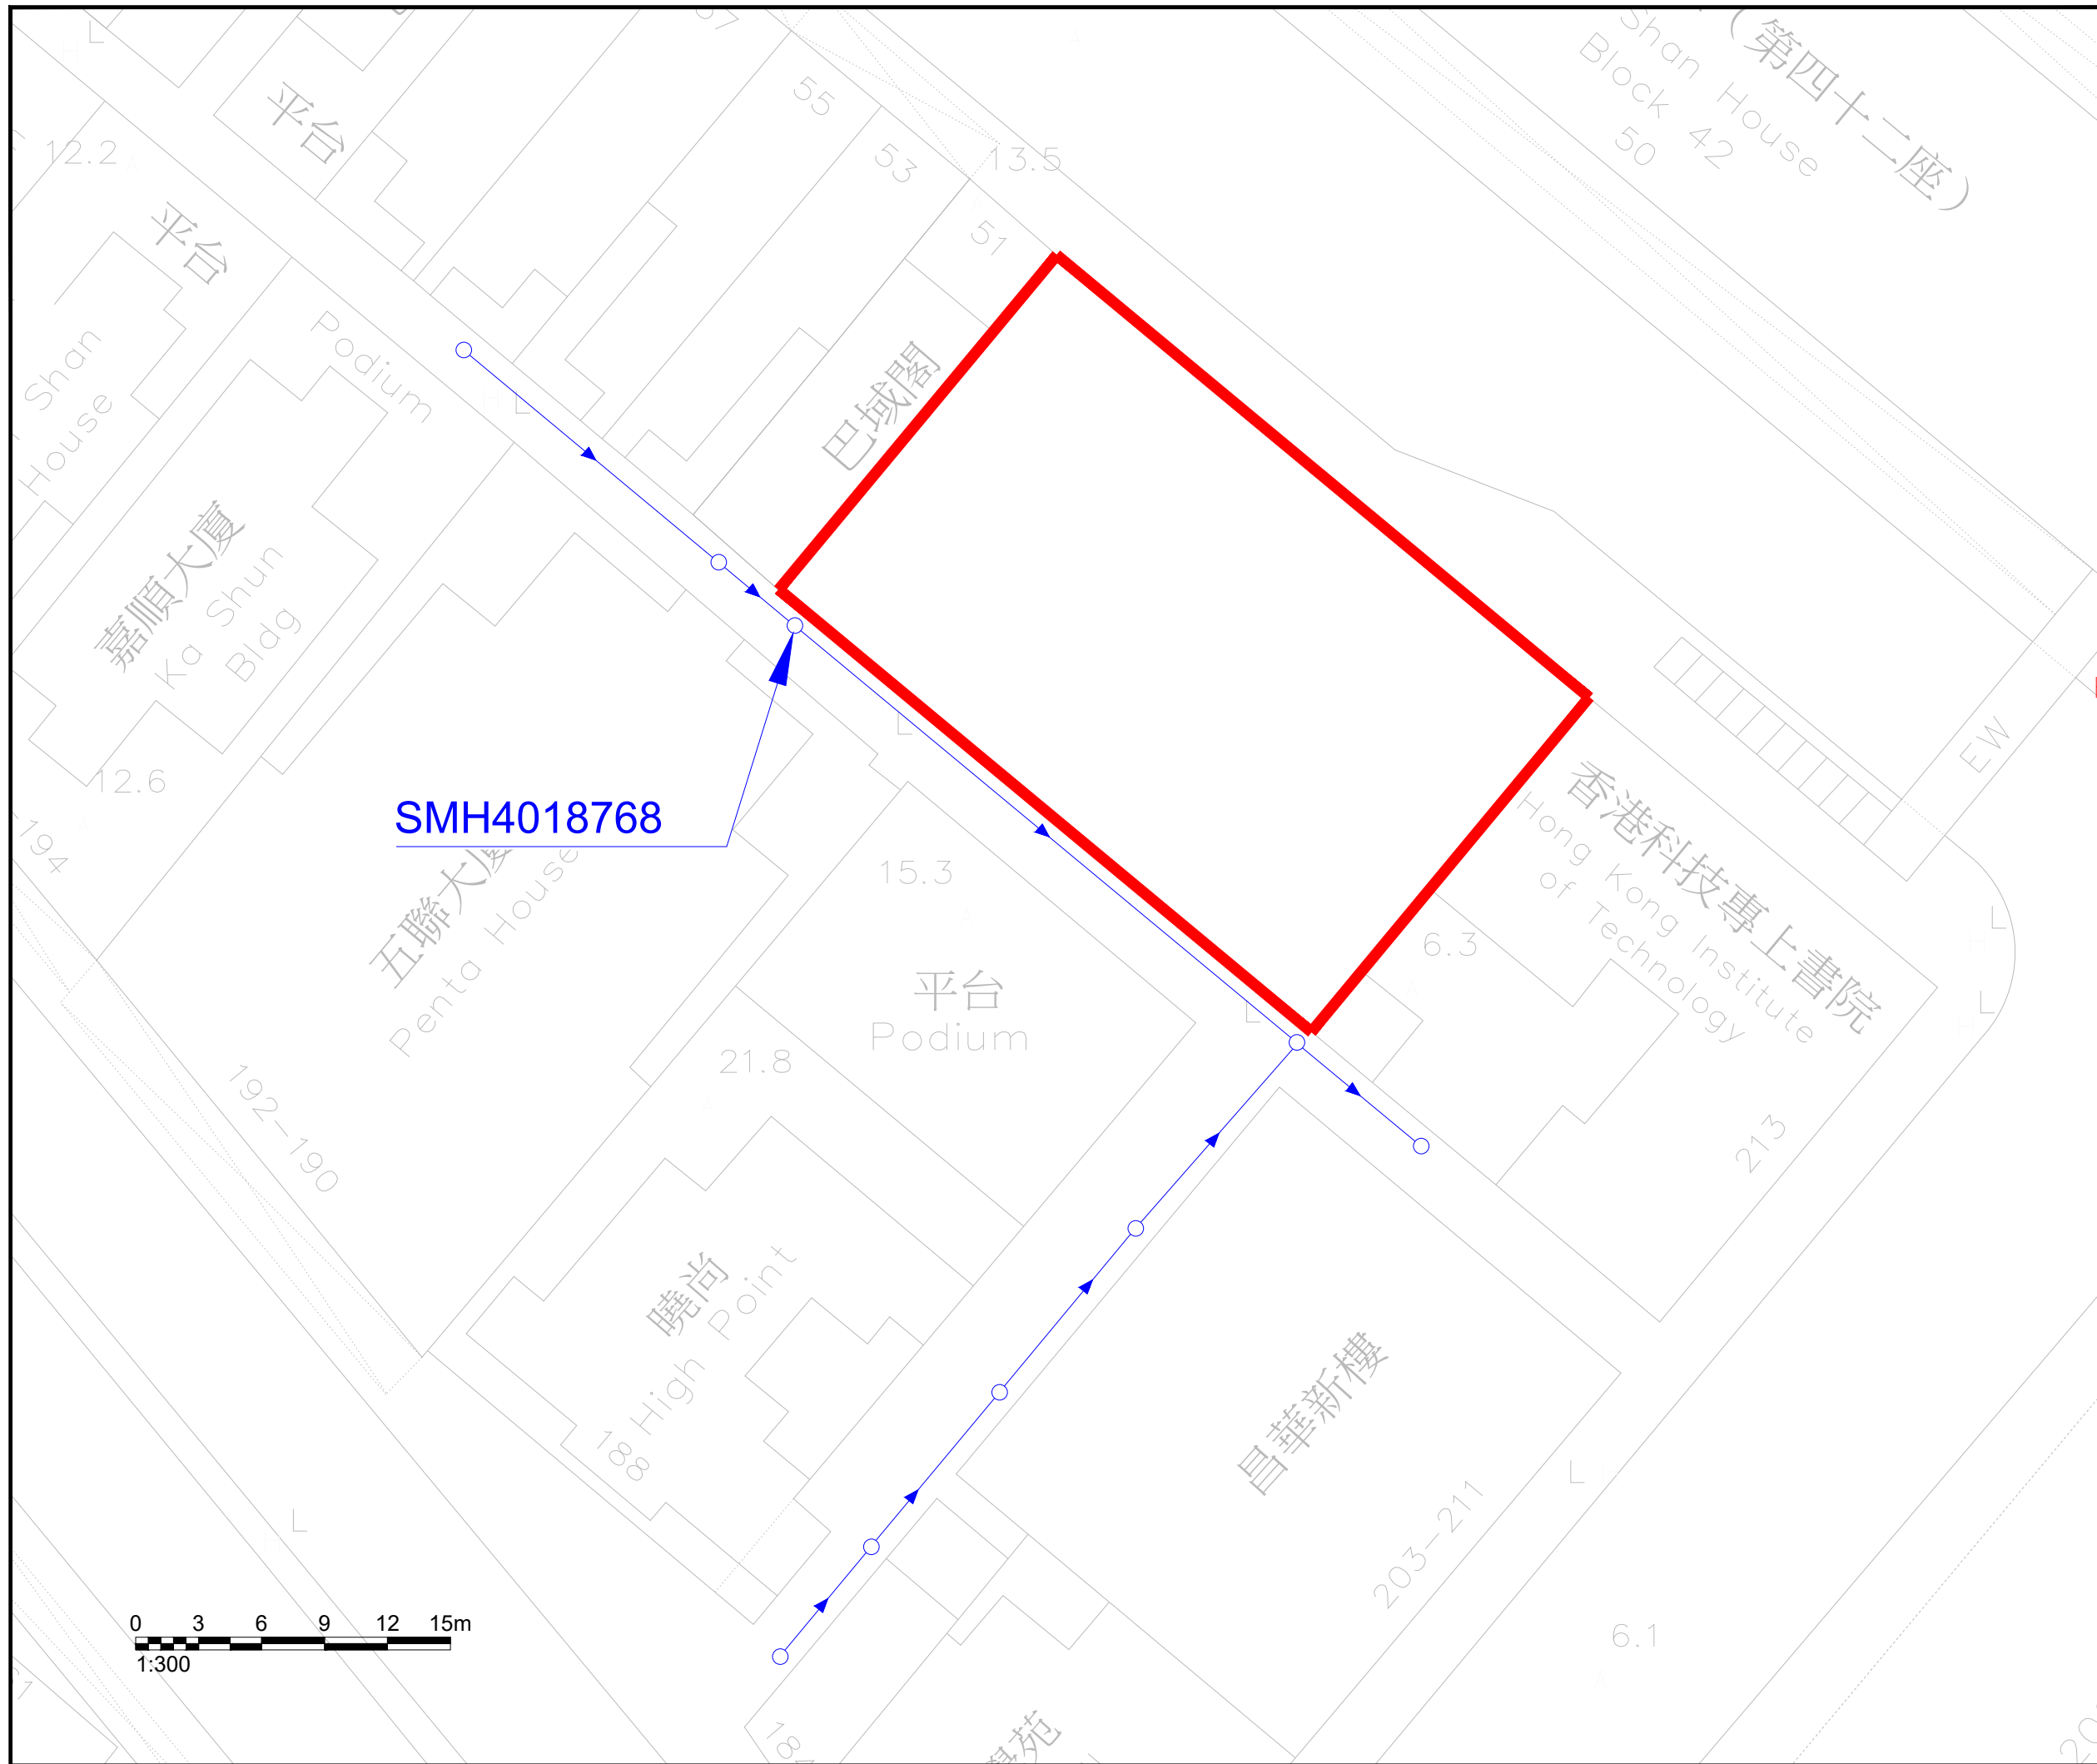 L
12.2
平台
平台
55
53
13.5
51
Shan House
Block 42
50
（第四十二座）
Shan
House
Podium
L
巴域閣
嘉順大廈
Ka Shun
Bldg
12.6
194
SMH4018768
五聯大廈
Penta House
L
15.3
平台
Podium
21.8
L
6.3
香港科技專上書院
Hong Kong Institute
of Technology
EW
L
L
213
192-190
曉尚
High Point
188
昌華新樓
203-211
L
L
6.1
0 3 6 9 12 15m
1:300